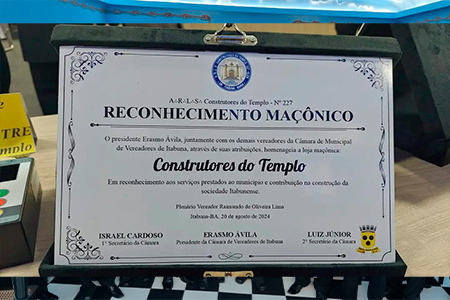 A∴R∴L∴S∴ Construtores do Templo - Nº 227
RECONHECIMENTO MAÇÔNICO
O presidente Erasmo Ávila, juntamente com os demais vereadores da Câmara de Municipal
de Vereadores de Itabuna, através de suas atribuições, homenageia a loja maçônica:
Construtores do Templo
Em reconhecimento aos serviços prestados ao município e contribuição na construção da
sociedade Itabunense.
Plenário Vereador Raimundo de Oliveira Lima
Itabuna-BA, 20 de agosto de 2024
ISRAEL CARDOSO
1º Secretário da Câmara
ERASMO ÁVILA
Presidente da Câmara de Vereadores de Itabuna
LUIZ JÚNIOR
2º Secretário da Câmara
TRE
mplo